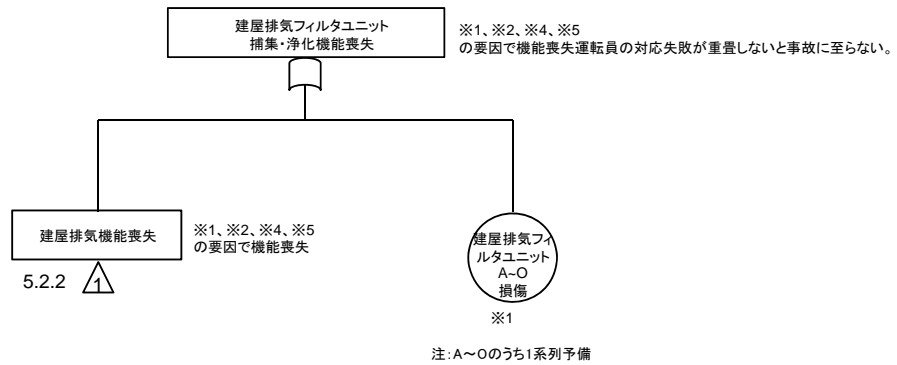 建屋排気フィルタユニット
捕集・浄化機能喪失
※1、※2、※4、※5
の要因で機能喪失運転員の対応失敗が重畳しないと事故に至らない。
建屋排気機能喪失
※1、※2、※4、※5
の要因で機能喪失
5.2.2
1
建屋排気フィ
ルタユニット
A~O
損傷
※1
注：A～Oのうち1系列予備